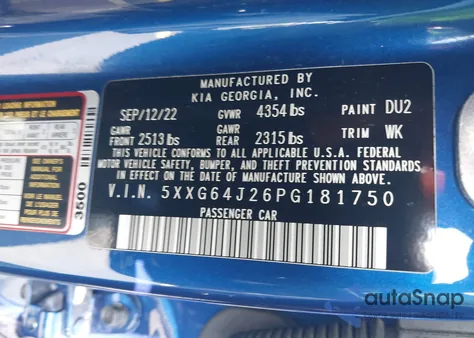 MANUFACTURED BY
KIA GEORGIA, INC.
SEP/12/22 GVWR 4354 lbs PAINT DU2
GAWR FRONT 2513 lbs GAWR REAR 2315 lbs TRIM WK
THIS VEHICLE CONFORMS TO ALL APPLICABLE U.S.A. FEDERAL
MOTOR VEHICLE SAFETY, BUMPER, AND THEFT PREVENTION STANDARDS
IN EFFECT ON THE DATE OF MANUFACTURE SHOWN ABOVE.
V.I.N. 5XXG64J26PG181750
PASSENGER CAR
3500
autoSnap